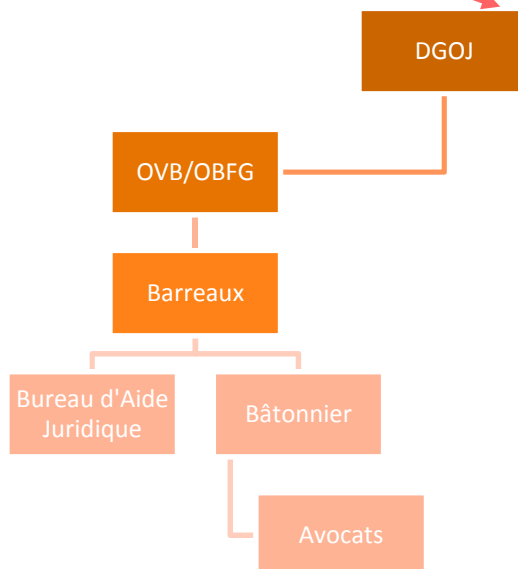 DGOJ
OVB/OBFG
Barreaux
Bureau d'Aide
Juridique
Bâtonnier
Avocats